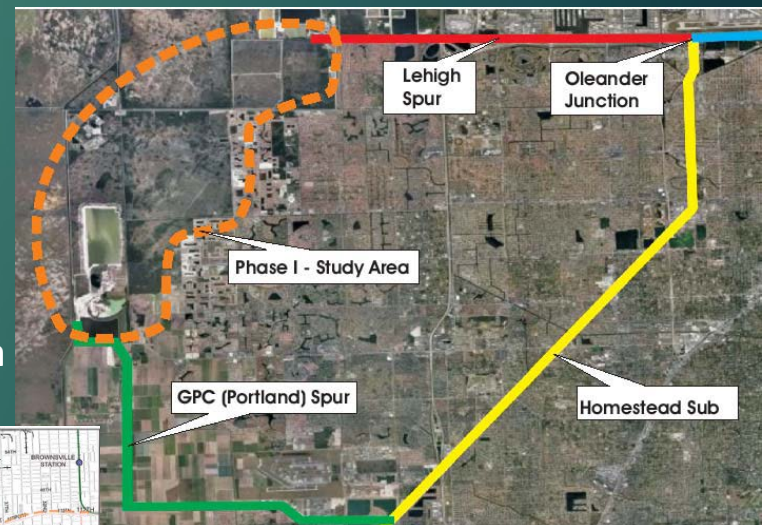 Lehigh
Spur
Oleander
Junction
Phase I - Study Area
GPC (Portland) Spur
Homestead Sub
BROWNSVILLE
STATION